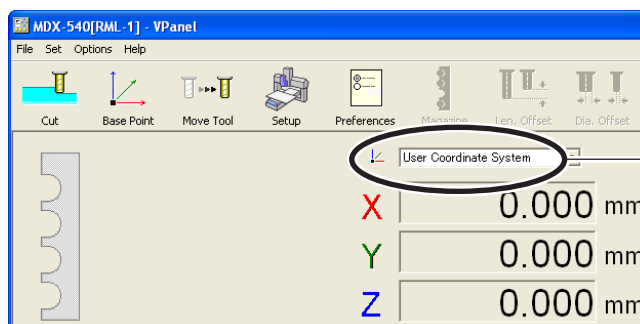 MDX-540[RML-1] - VPanel
File Set Options Help
Cut Base Point Move Tool Setup Preferences Magazine Len. Offset Dia. Offset
User Coordinate System
X 0.000 mm
Y 0.000 mm
Z 0.000 mm